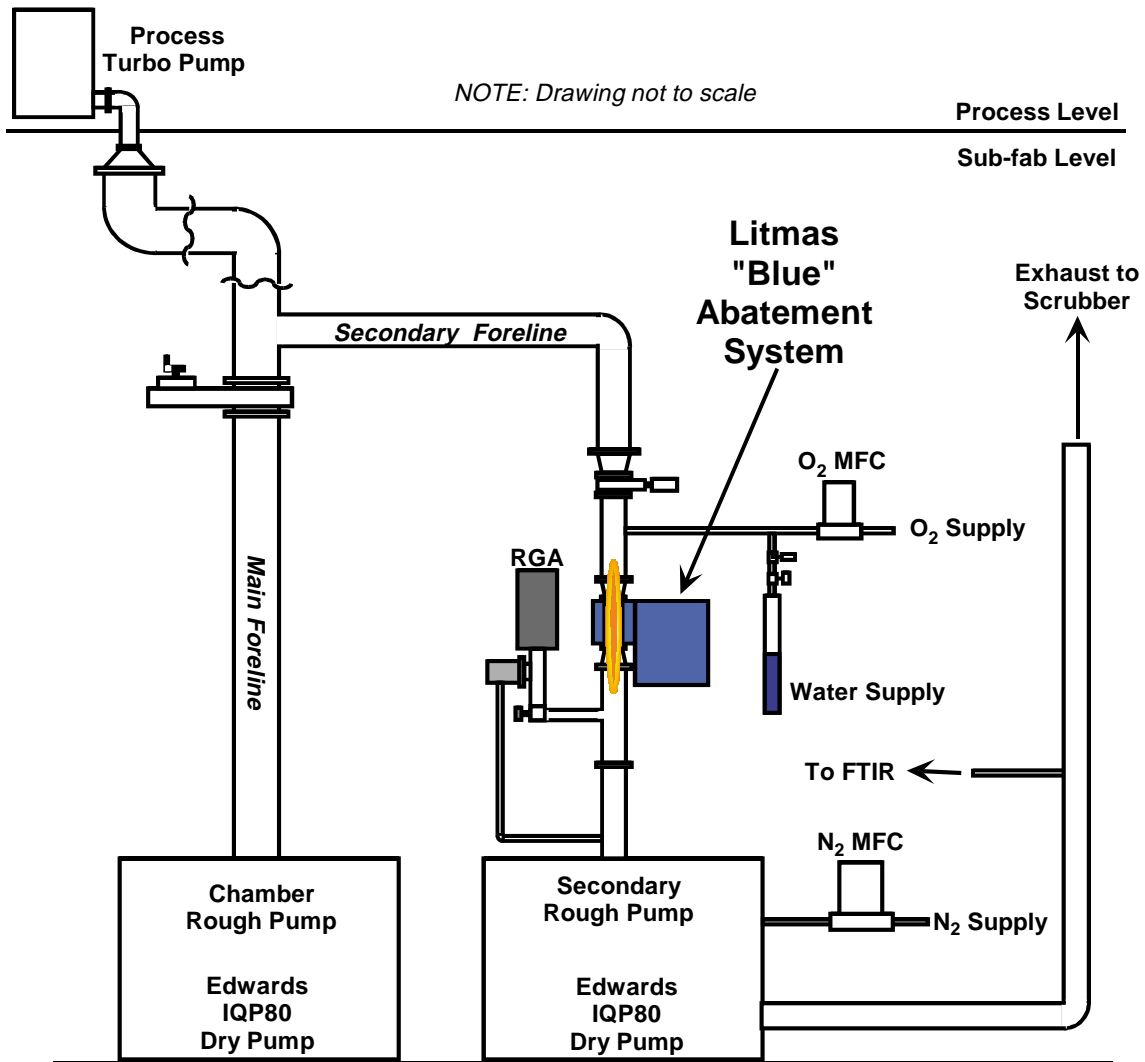 Process
Turbo Pump
NOTE: Drawing not to scale
Process Level
Sub-fab Level
Litmas
"Blue"
Abatement
System
Exhaust to
Scrubber
Secondary Foreline
O₂ MFC
O₂ Supply
RGA
Main Foreline
Water Supply
To FTIR
N₂ MFC
N₂ Supply
Chamber
Rough Pump
Edwards
IQP80
Dry Pump
Secondary
Rough Pump
Edwards
IQP80
Dry Pump